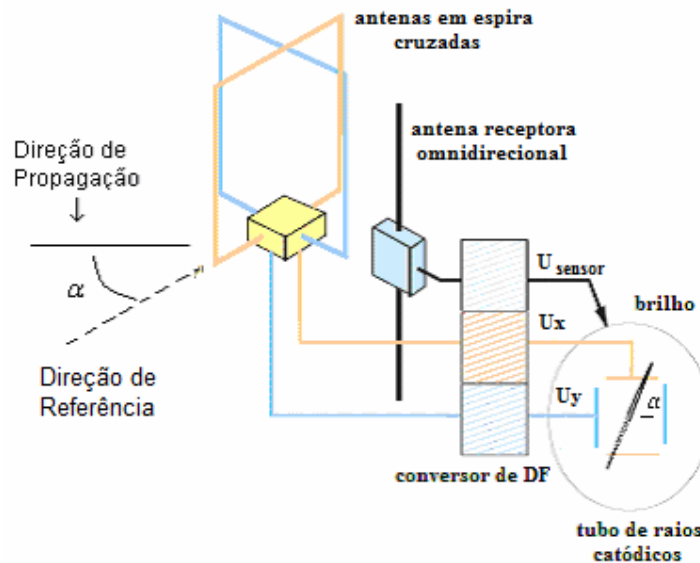 antenas em espira
cruzadas
antena receptora
omnidirecional
Direção de
Propagação
↓
α
Direção de
Referência
U sensor
brilho
Ux
Uy
α
conversor de DF
tubo de raios
catódicos